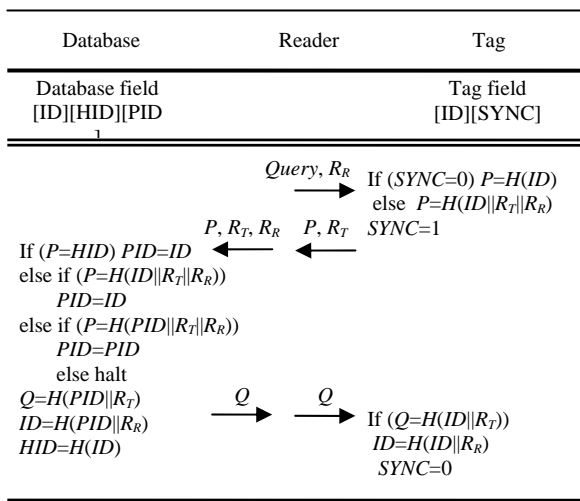 Database Reader Tag
Database field Tag field
[ID][HID][PID [ID][SYNC]
]
Query, R_R
If (SYNC=0) P=H(ID)
else P=H(ID||R_T||R_R)
SYNC=1
P, R_T, R_R P, R_T
If (P=HID) PID=ID
else if (P=H(ID||R_T||R_R))
PID=ID
else if (P=H(PID||R_T||R_R))
PID=PID
else halt
Q=H(PID||R_T) Q Q
ID=H(PID||R_R)
HID=H(ID)
If (Q=H(ID||R_T))
ID=H(ID||R_R)
SYNC=0